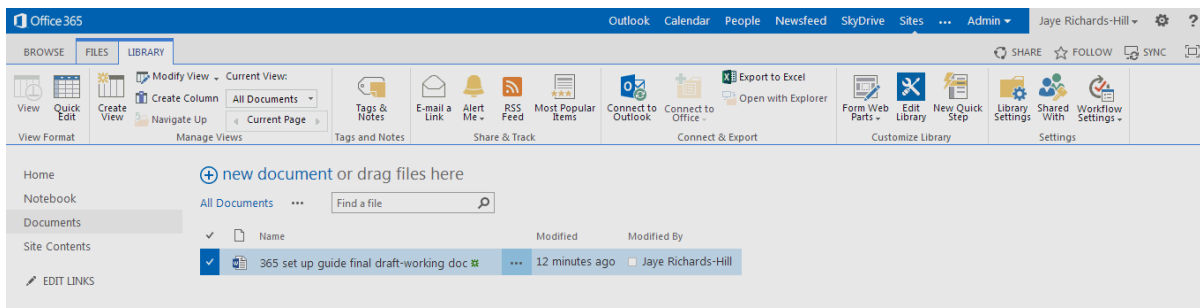 Office 365 Outlook Calendar People Newsfeed SkyDrive Sites ... Admin Jaye Richards-Hill ?
BROWSE FILES LIBRARY SHARE FOLLOW SYNC
View
Quick Edit
View Format
Create View
Modify View
Create Column
Navigate Up
Current View:
All Documents
Current Page
Manage Views
Tags & Notes
Tags and Notes
E-mail a Link
Alert Me
RSS Feed
Most Popular Items
Share & Track
Connect to Outlook
Connect to Office
Export to Excel
Open with Explorer
Connect & Export
Form Web Parts
Edit Library
New Quick Step
Customize Library
Library Settings
Shared With
Workflow Settings
Settings
Home
Notebook
Documents
Site Contents
EDIT LINKS
new document or drag files here
All Documents ... Find a file
Name Modified Modified By
365 set up guide final draft-working doc ... 12 minutes ago Jaye Richards-Hill